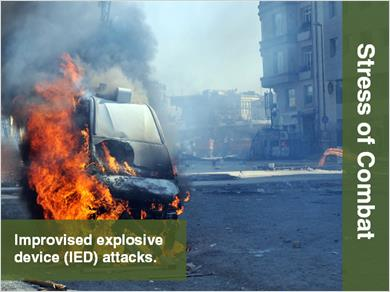 Stress of Combat
Improvised explosive
device (IED) attacks.